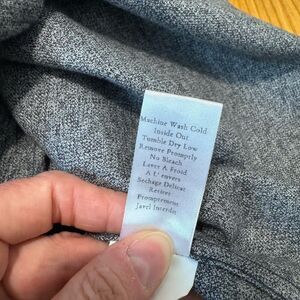 Machine Wash Cold
Inside Out
Tumble Dry Low
Remove Promptly
No Bleach
Laver A Froid
A L' envers
Sechage Delicat
Retirer
Promptement
Javel Interdit